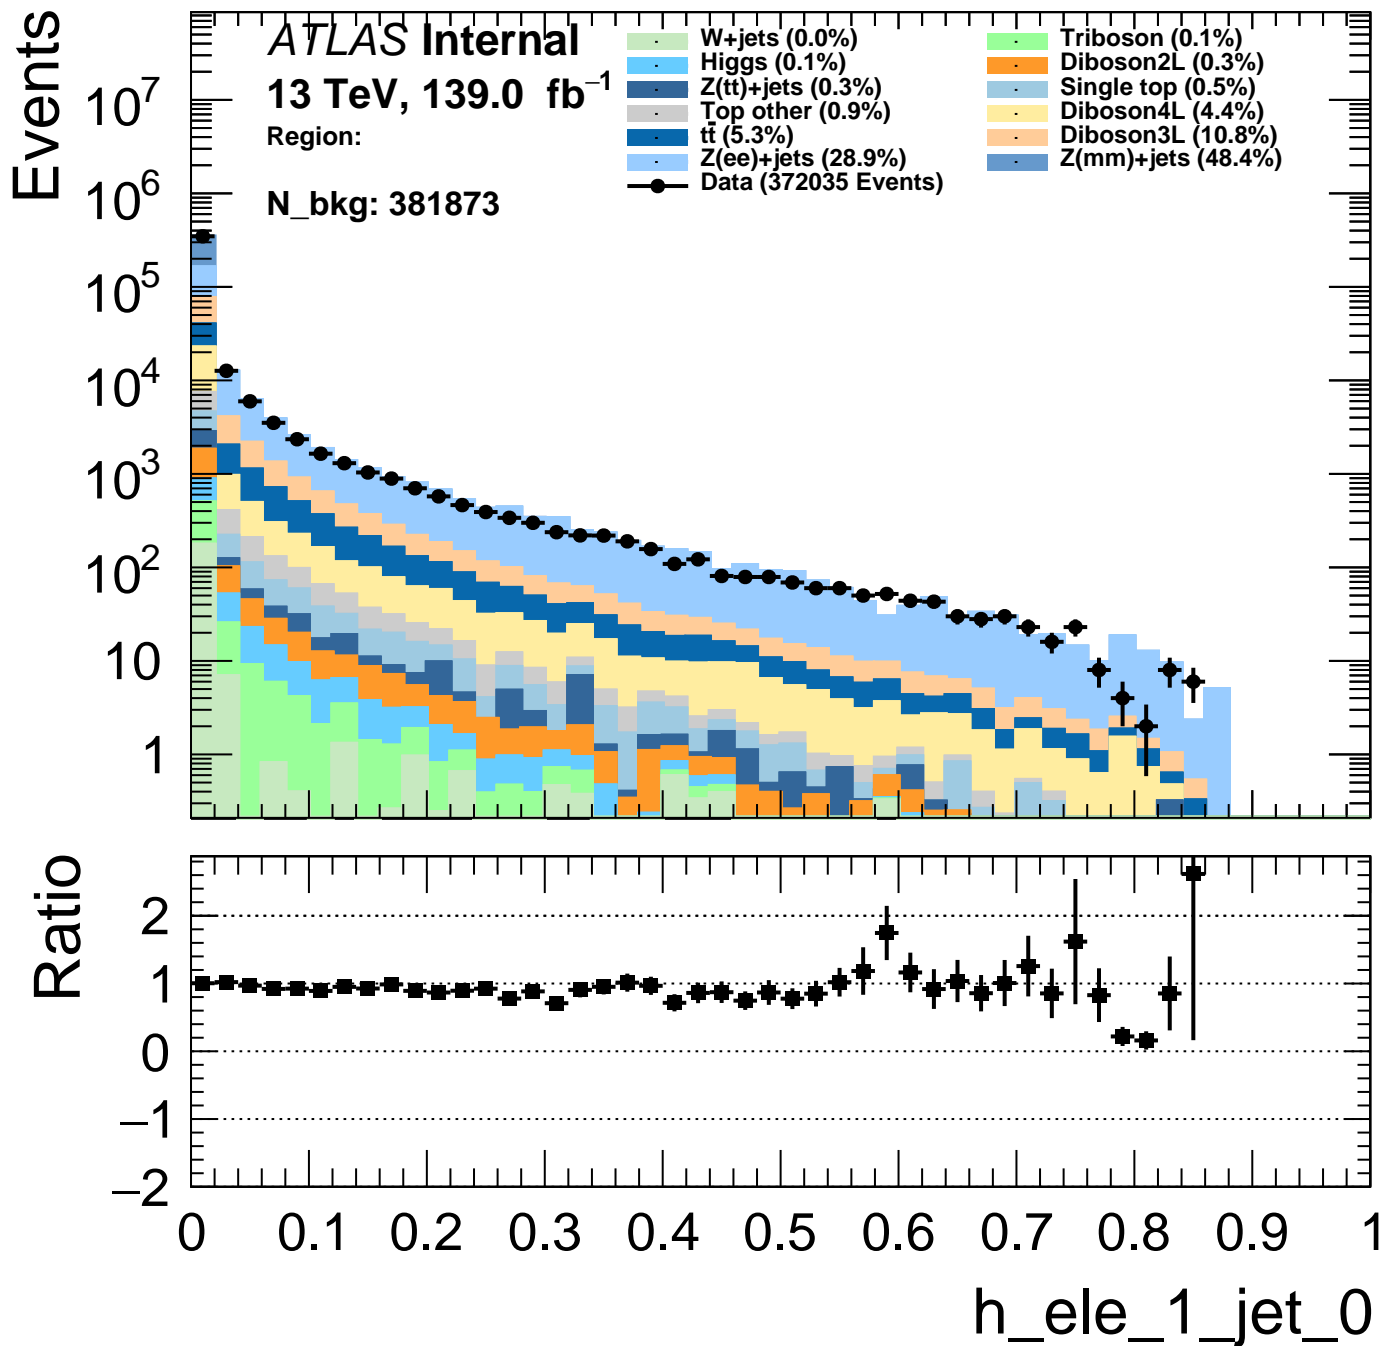 Events
ATLAS Internal
13 TeV, 139.0 fb⁻¹
Region:
N_bkg: 381873
W+jets (0.0%)
Higgs (0.1%)
Z(tt)+jets (0.3%)
Top other (0.9%)
tt̄ (5.3%)
Z(ee)+jets (28.9%)
Data (372035 Events)
Triboson (0.1%)
Diboson2L (0.3%)
Single top (0.5%)
Diboson4L (4.4%)
Diboson3L (10.8%)
Z(mm)+jets (48.4%)
10⁷
10⁶
10⁵
10⁴
10³
10²
10
1
Ratio
2
1
0
−1
−2
0 0.1 0.2 0.3 0.4 0.5 0.6 0.7 0.8 0.9 1
h_ele_1_jet_0